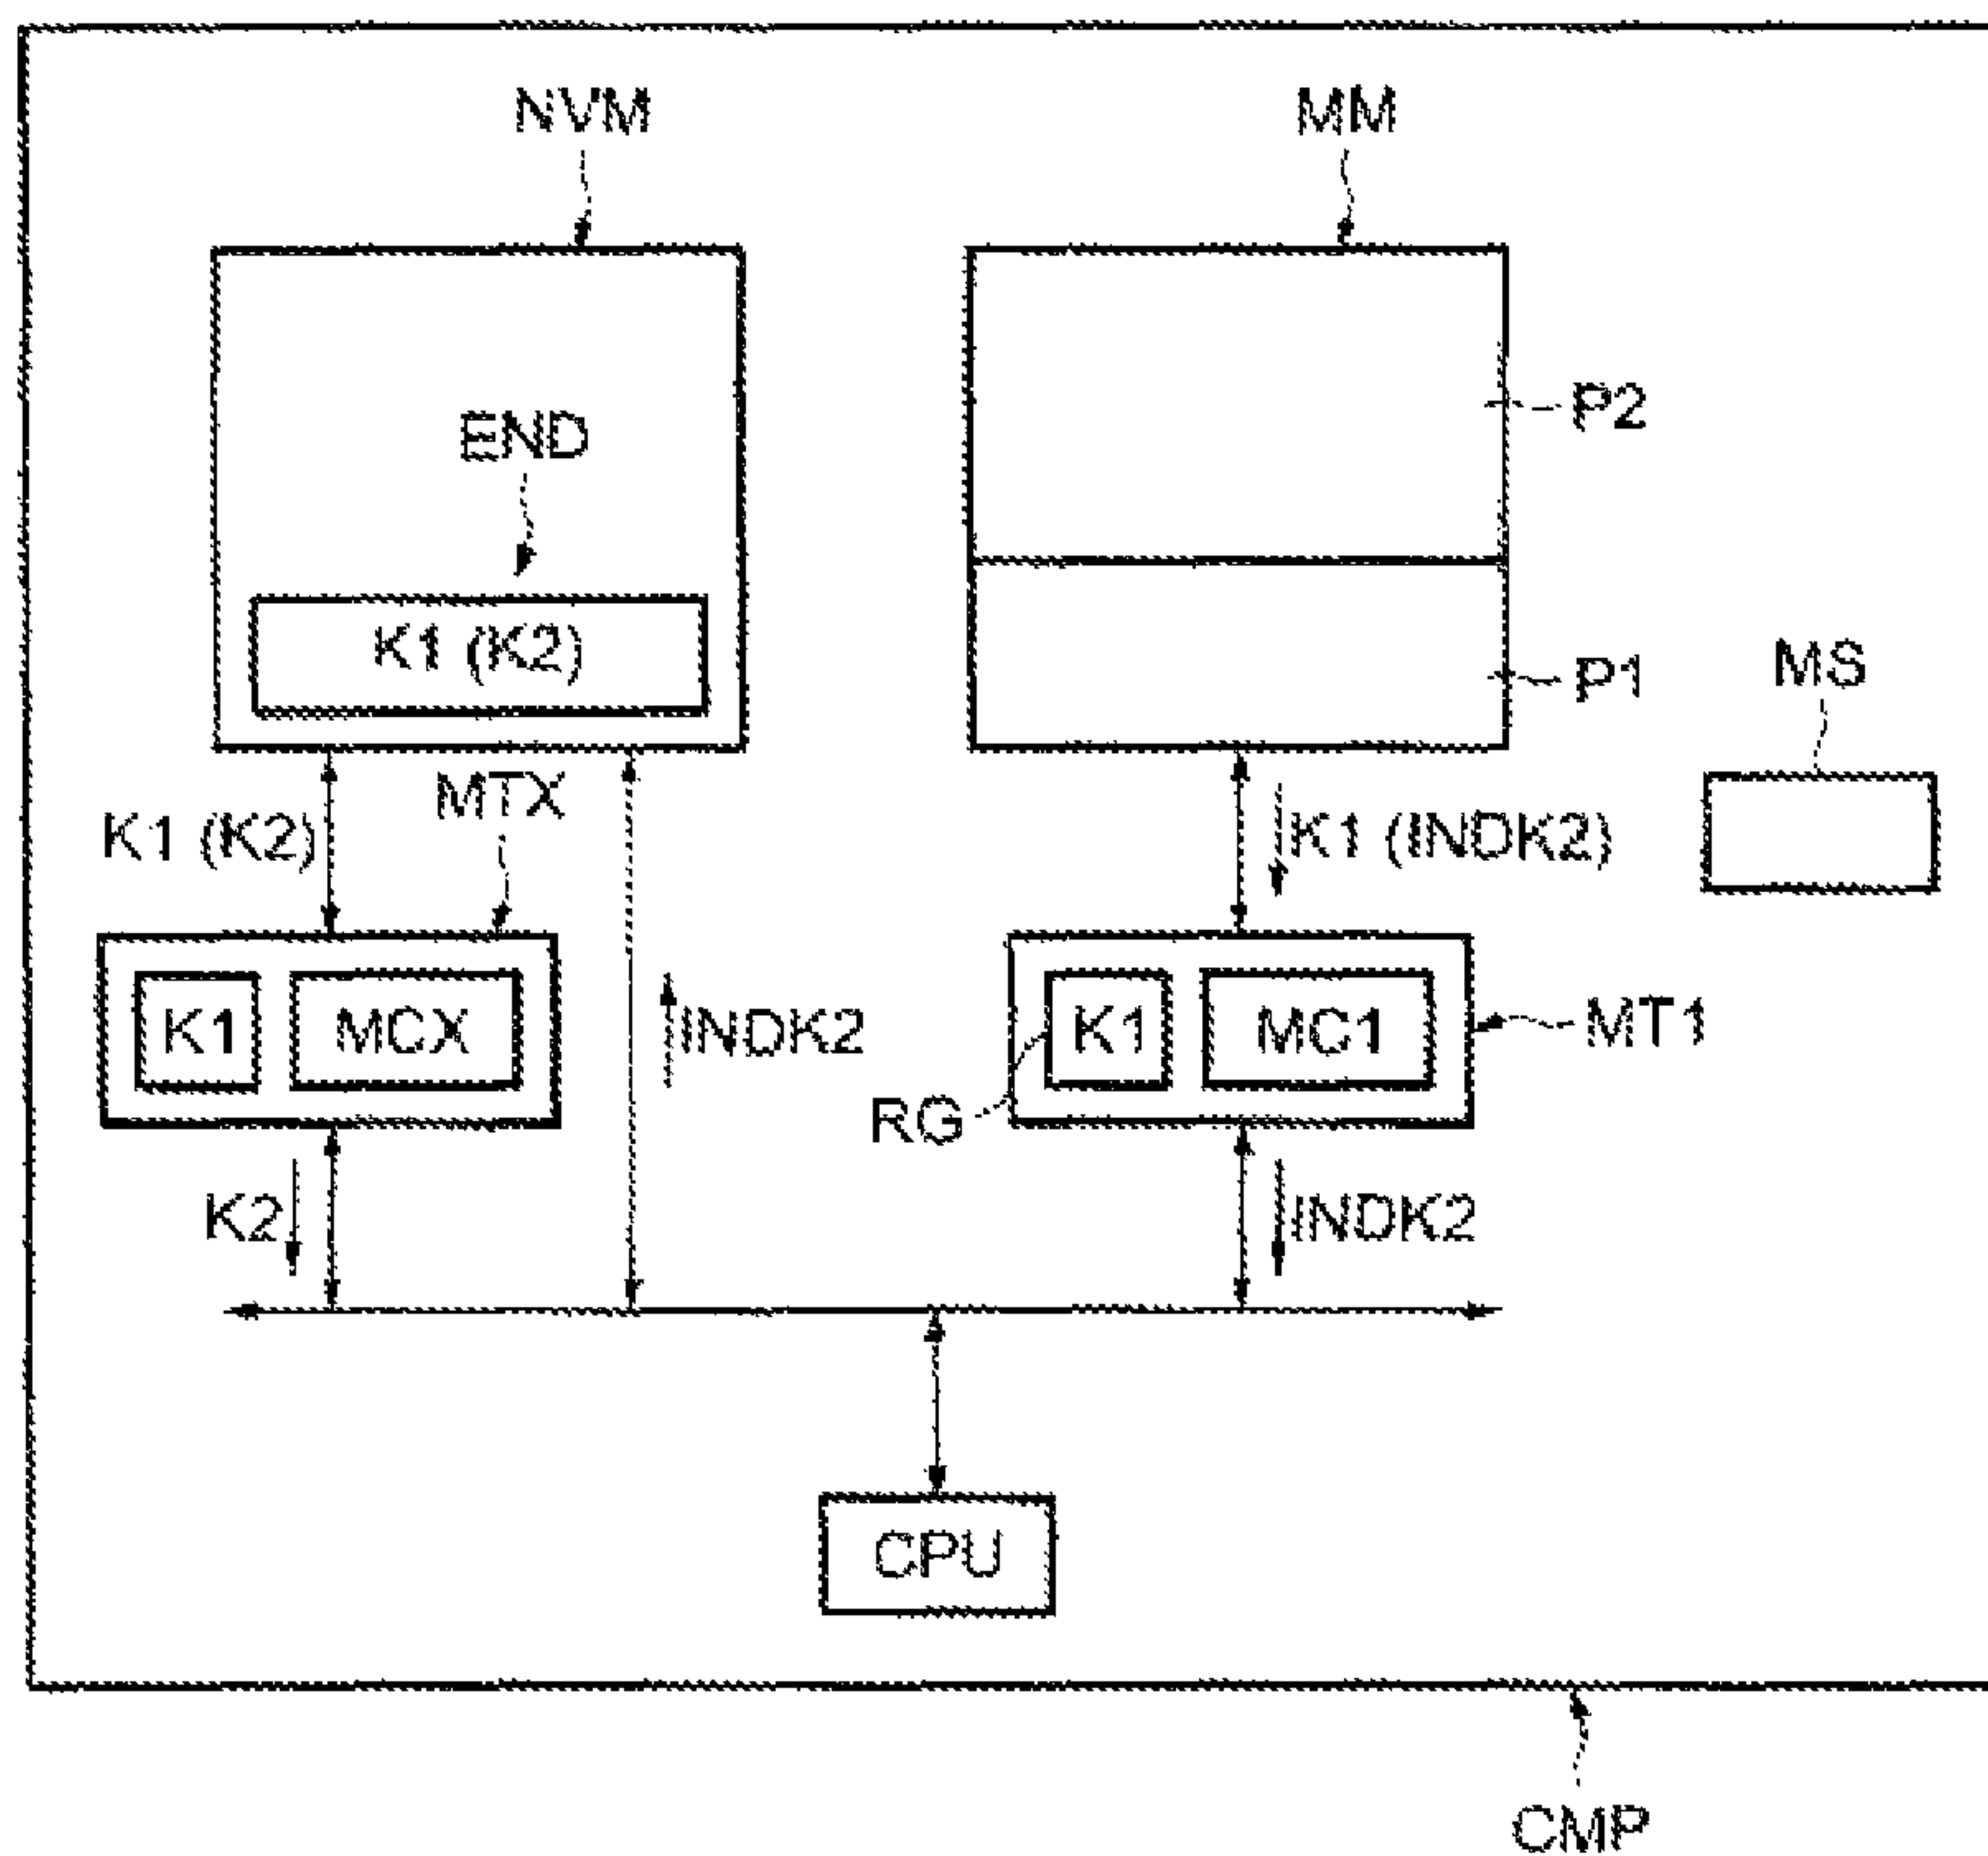 NVM
MM
END
P2
K1 (K2)
P1
MS
MTX
K1 (K2)
K1 (INDK2)
K1
MCX
INDK2
K1
MC1
MT1
RG
K2
INDK2
CPU
CMP